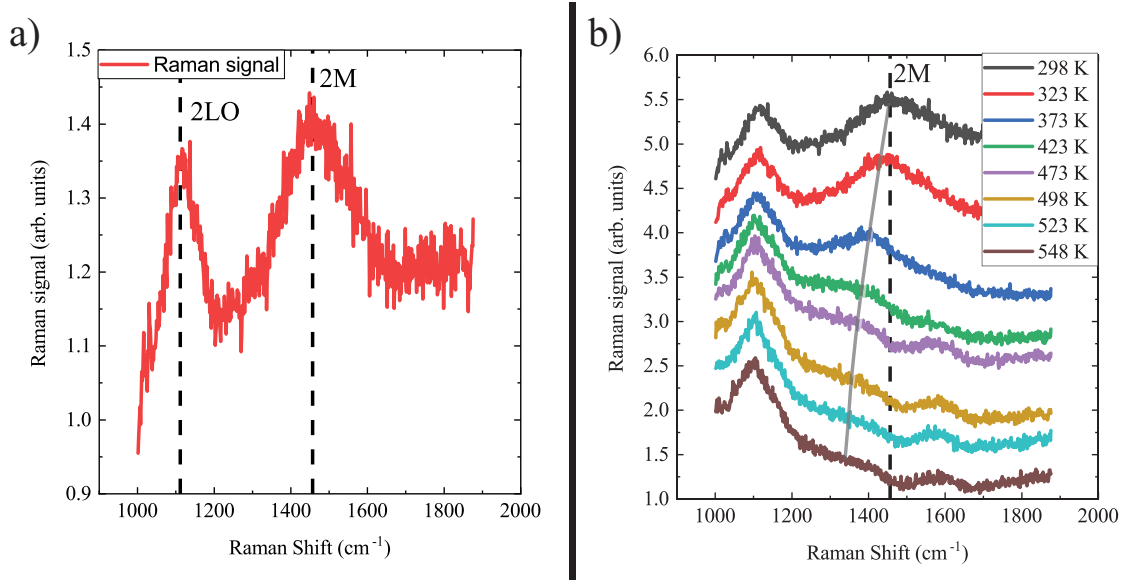 a)
Raman signal
2LO
2M
1.5
1.4
1.3
1.2
1.1
1.0
0.9
Raman signal (arb. units)
1000 1200 1400 1600 1800 2000
Raman Shift (cm⁻¹)
b)
2M
298 K
323 K
373 K
423 K
473 K
498 K
523 K
548 K
6.0
5.5
5.0
4.5
4.0
3.5
3.0
2.5
2.0
1.5
1.0
Raman signal (arb. units)
1000 1200 1400 1600 1800 2000
Raman Shift (cm⁻¹)